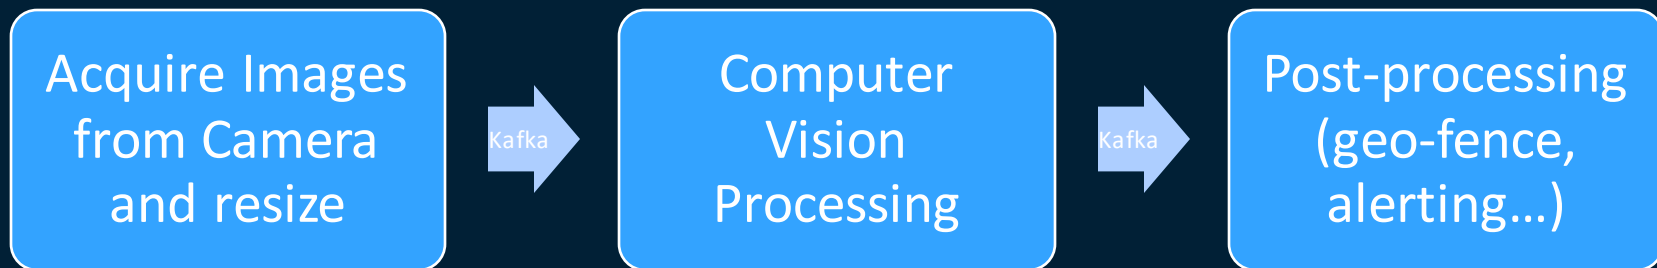 Acquire Images
from Camera
and resize
Kafka
Computer
Vision
Processing
Kafka
Post-processing
(geo-fence,
alerting...)